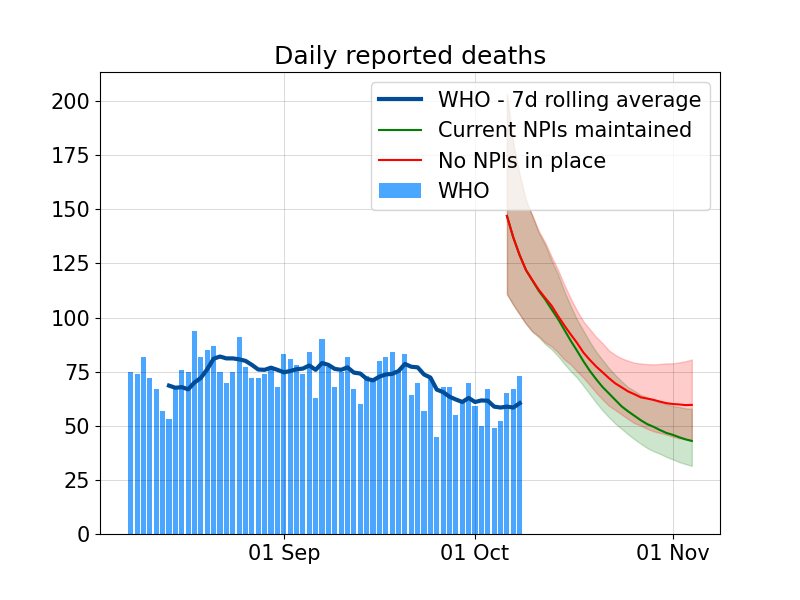 Daily reported deaths
WHO - 7d rolling average
Current NPIs maintained
No NPIs in place
WHO
200
175
150
125
100
75
50
25
0
01 Sep
01 Oct
01 Nov